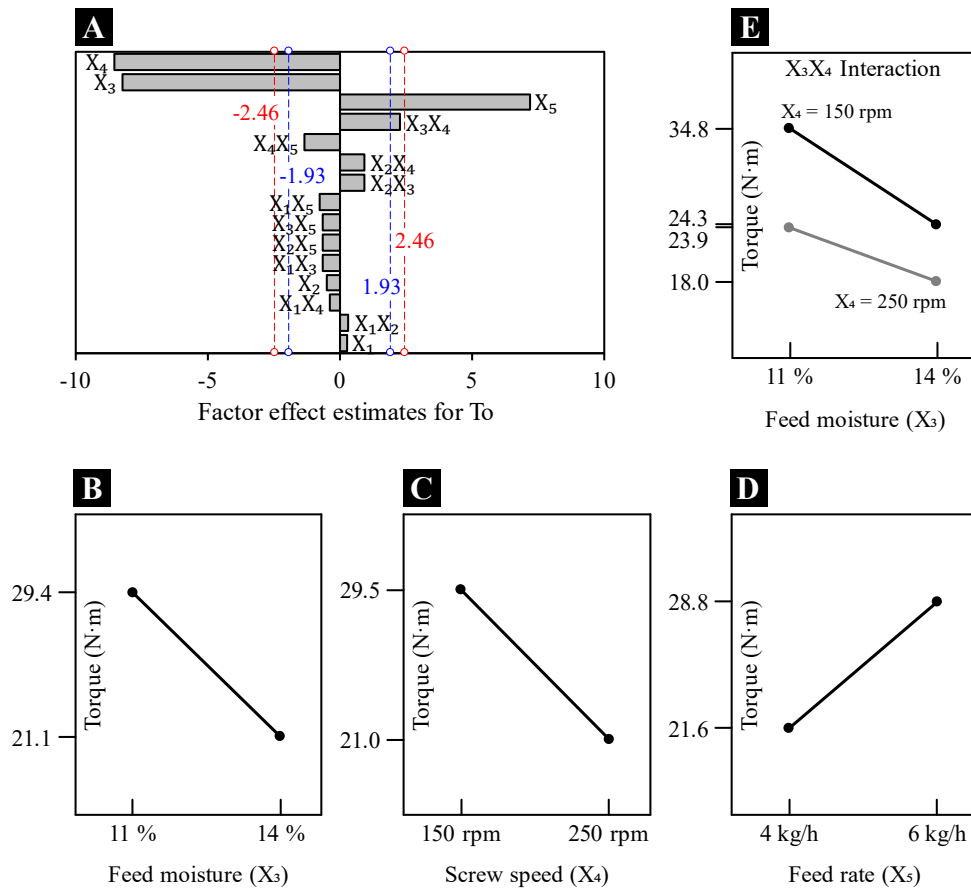 A
X₄
X₃
X₅
-2.46
X₃X₄
X₄X₅
X₂X₄
-1.93
X₂X₃
X₁X₅
X₃X₅
X₂X₅
2.46
X₁X₃
X₂
1.93
X₁X₄
X₁X₂
X₁
-10 -5 0 5 10
Factor effect estimates for To
E
X₃X₄ Interaction
X₄ = 150 rpm
34.8
24.3
23.9
18.0
Torque (N·m)
X₄ = 250 rpm
11 % 14 %
Feed moisture (X₃)
B
29.4
21.1
Torque (N·m)
11 % 14 %
Feed moisture (X₃)
C
29.5
21.0
Torque (N·m)
150 rpm 250 rpm
Screw speed (X₄)
D
28.8
21.6
Torque (N·m)
4 kg/h 6 kg/h
Feed rate (X₅)